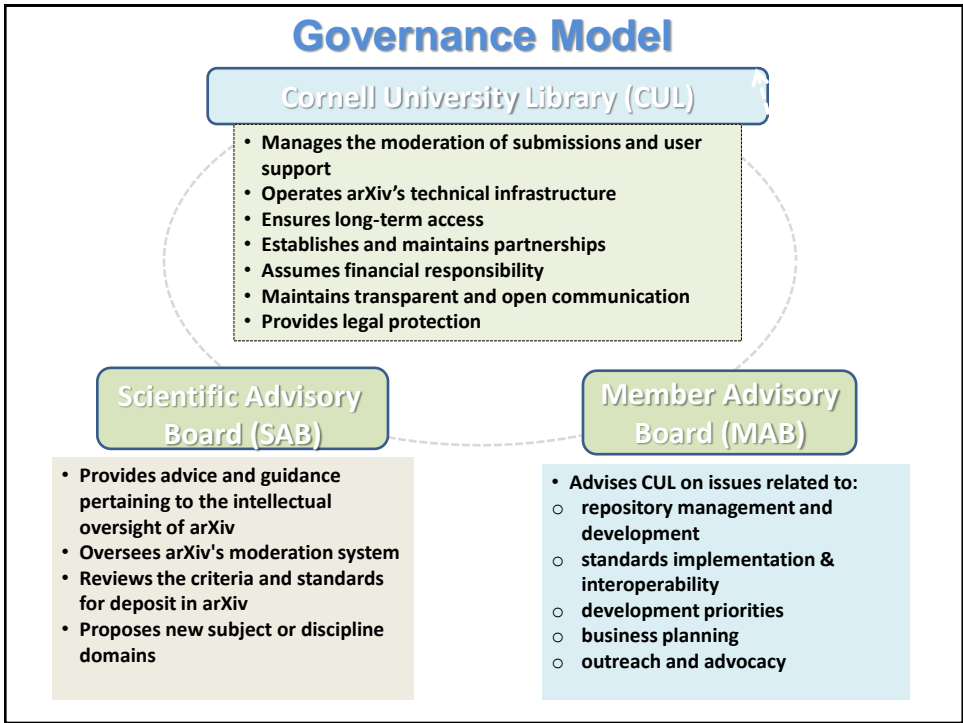 Governance Model
Cornell University Library (CUL)
• Manages the moderation of submissions and user
support
• Operates arXiv’s technical infrastructure
• Ensures long-term access
• Establishes and maintains partnerships
• Assumes financial responsibility
• Maintains transparent and open communication
• Provides legal protection
Scientific Advisory
Board (SAB)
• Provides advice and guidance
pertaining to the intellectual
oversight of arXiv
• Oversees arXiv's moderation system
• Reviews the criteria and standards
for deposit in arXiv
• Proposes new subject or discipline
domains
Member Advisory
Board (MAB)
• Advises CUL on issues related to:
o repository management and
development
o standards implementation &
interoperability
o development priorities
o business planning
o outreach and advocacy